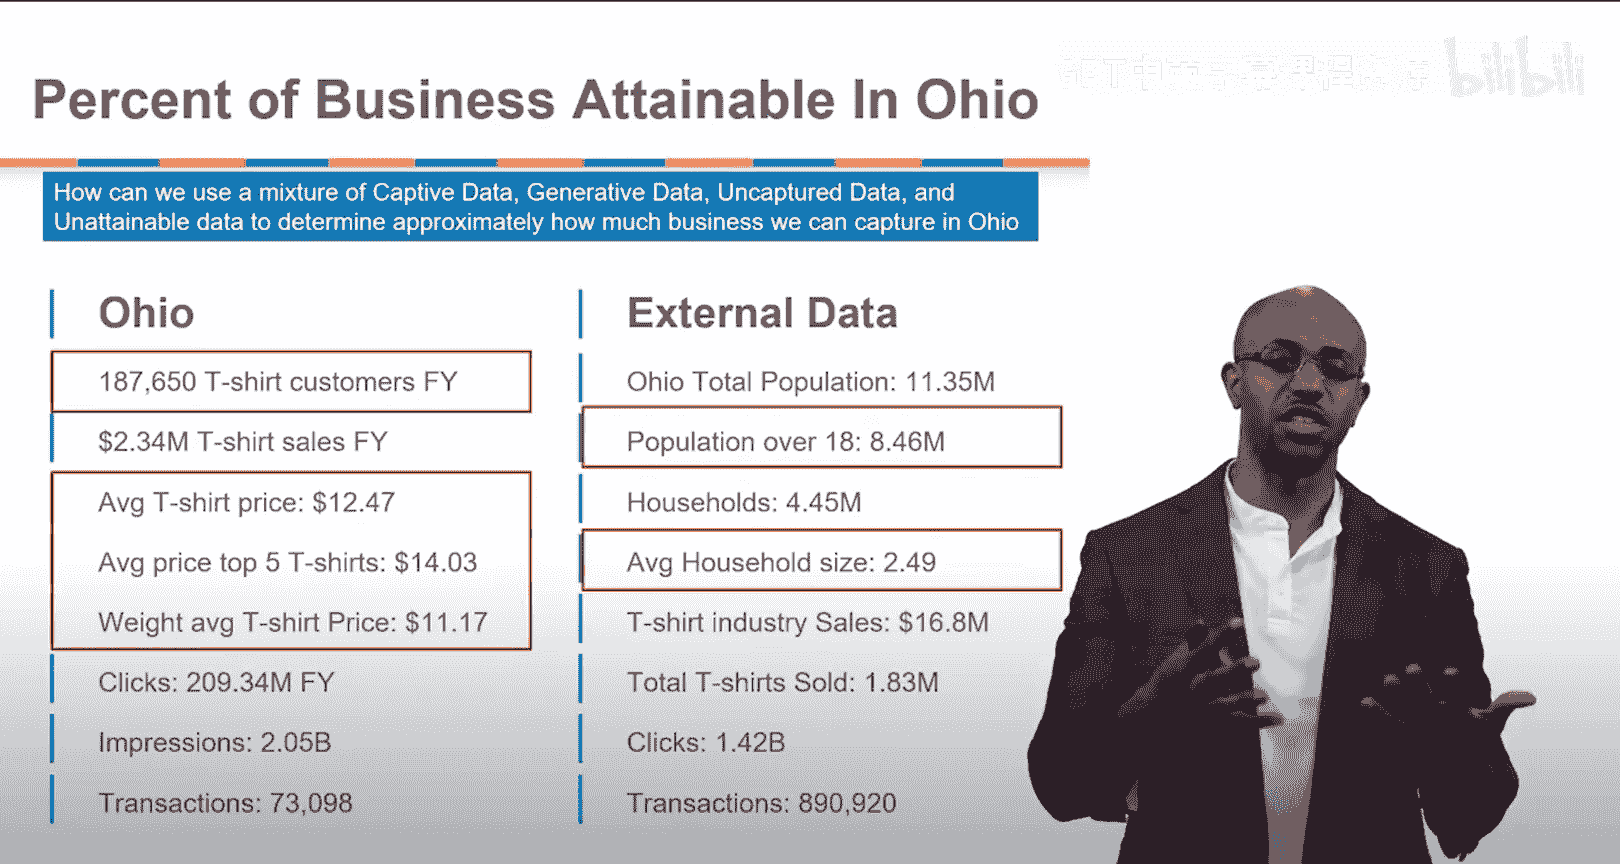 Percent of Business Attainable In Ohio
bilibili
How can we use a mixture of Captive Data, Generative Data, Uncaptured Data, and
Unattainable data to determine approximately how much business we can capture in Ohio
Ohio
187,650 T-shirt customers FY
$2.34M T-shirt sales FY
Avg T-shirt price: $12.47
Avg price top 5 T-shirts: $14.03
Weight avg T-shirt Price: $11.17
Clicks: 209.34M FY
Impressions: 2.05B
Transactions: 73,098
External Data
Ohio Total Population: 11.35M
Population over 18: 8.46M
Households: 4.45M
Avg Household size: 2.49
T-shirt industry Sales: $16.8M
Total T-shirts Sold: 1.83M
Clicks: 1.42B
Transactions: 890,920